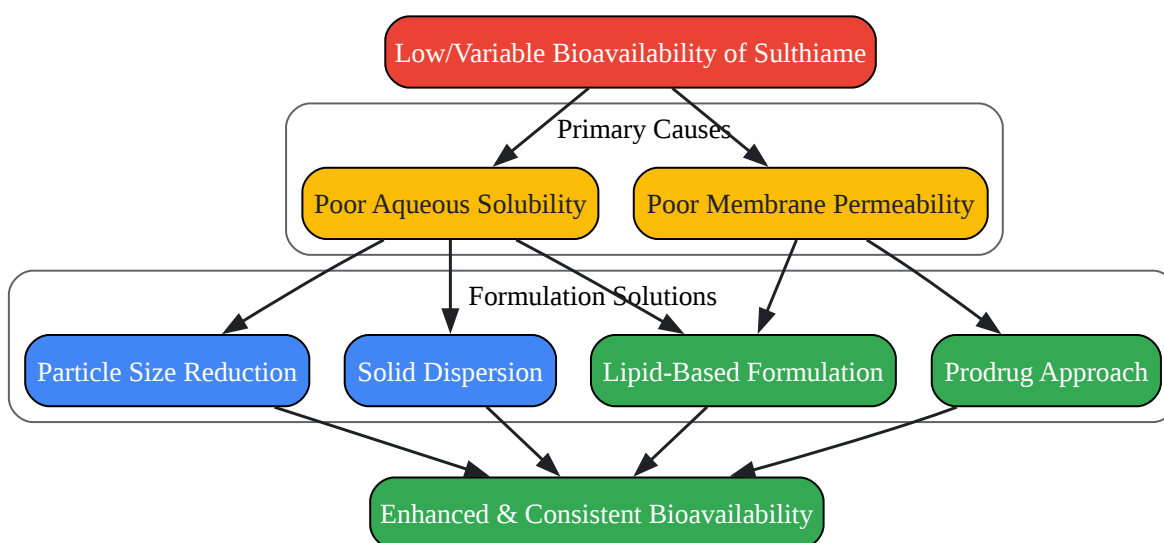 Low/Variable Bioavailability of Sulthiame
Primary Causes
Poor Aqueous Solubility
Poor Membrane Permeability
Formulation Solutions
Particle Size Reduction
Solid Dispersion
Lipid-Based Formulation
Prodrug Approach
Enhanced & Consistent Bioavailability